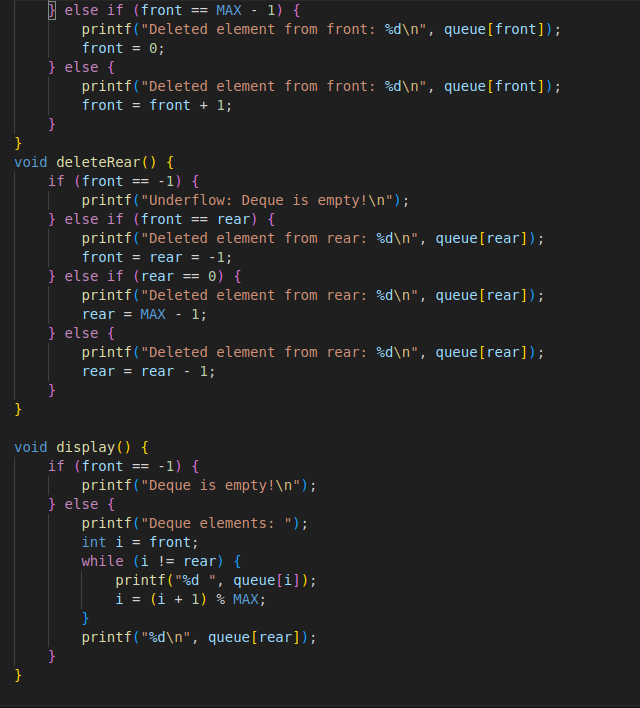 } else if (front == MAX - 1) {
        printf("Deleted element from front: %d\n", queue[front]);
        front = 0;
    } else {
        printf("Deleted element from front: %d\n", queue[front]);
        front = front + 1;
    }
}
void deleteRear() {
    if (front == -1) {
        printf("Underflow: Deque is empty!\n");
    } else if (front == rear) {
        printf("Deleted element from rear: %d\n", queue[rear]);
        front = rear = -1;
    } else if (rear == 0) {
        printf("Deleted element from rear: %d\n", queue[rear]);
        rear = MAX - 1;
    } else {
        printf("Deleted element from rear: %d\n", queue[rear]);
        rear = rear - 1;
    }
}

void display() {
    if (front == -1) {
        printf("Deque is empty!\n");
    } else {
        printf("Deque elements: ");
        int i = front;
        while (i != rear) {
            printf("%d ", queue[i]);
            i = (i + 1) % MAX;
        }
        printf("%d\n", queue[rear]);
    }
}